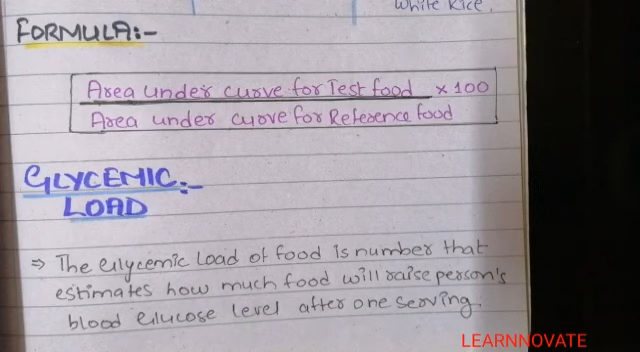 White Rice.
FORMULA:-
Area under curve for Test food × 100
Area under curve for Reference food
GLYCEMIC:-
LOAD
⇒ The Glycemic Load of food is number that
estimates how much food will raise person's
blood Glucose level after one serving.
LEARNNOVATE